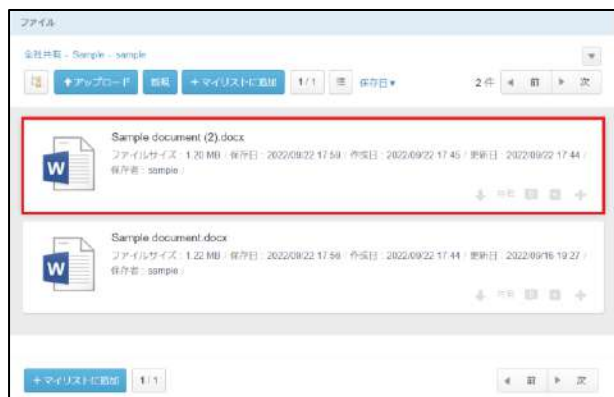 ファイル
全社共有 - Sample - sample
アップロード
+マイリストに追加
1/1
保存日▼
2件
前
次
Sample document (2).docx
ファイルサイズ : 1.20 MB / 保存日 : 2022/09/22 17:59 / 作成日 : 2022/09/22 17:45 / 更新日 : 2022/09/22 17:44 /
保存者 : sample /
Sample document.docx
ファイルサイズ : 1.22 MB / 保存日 : 2022/09/22 17:58 / 作成日 : 2022/09/22 17:44 / 更新日 : 2022/09/16 19:27 /
保存者 : sample /
+マイリストに追加
1/1
前
次